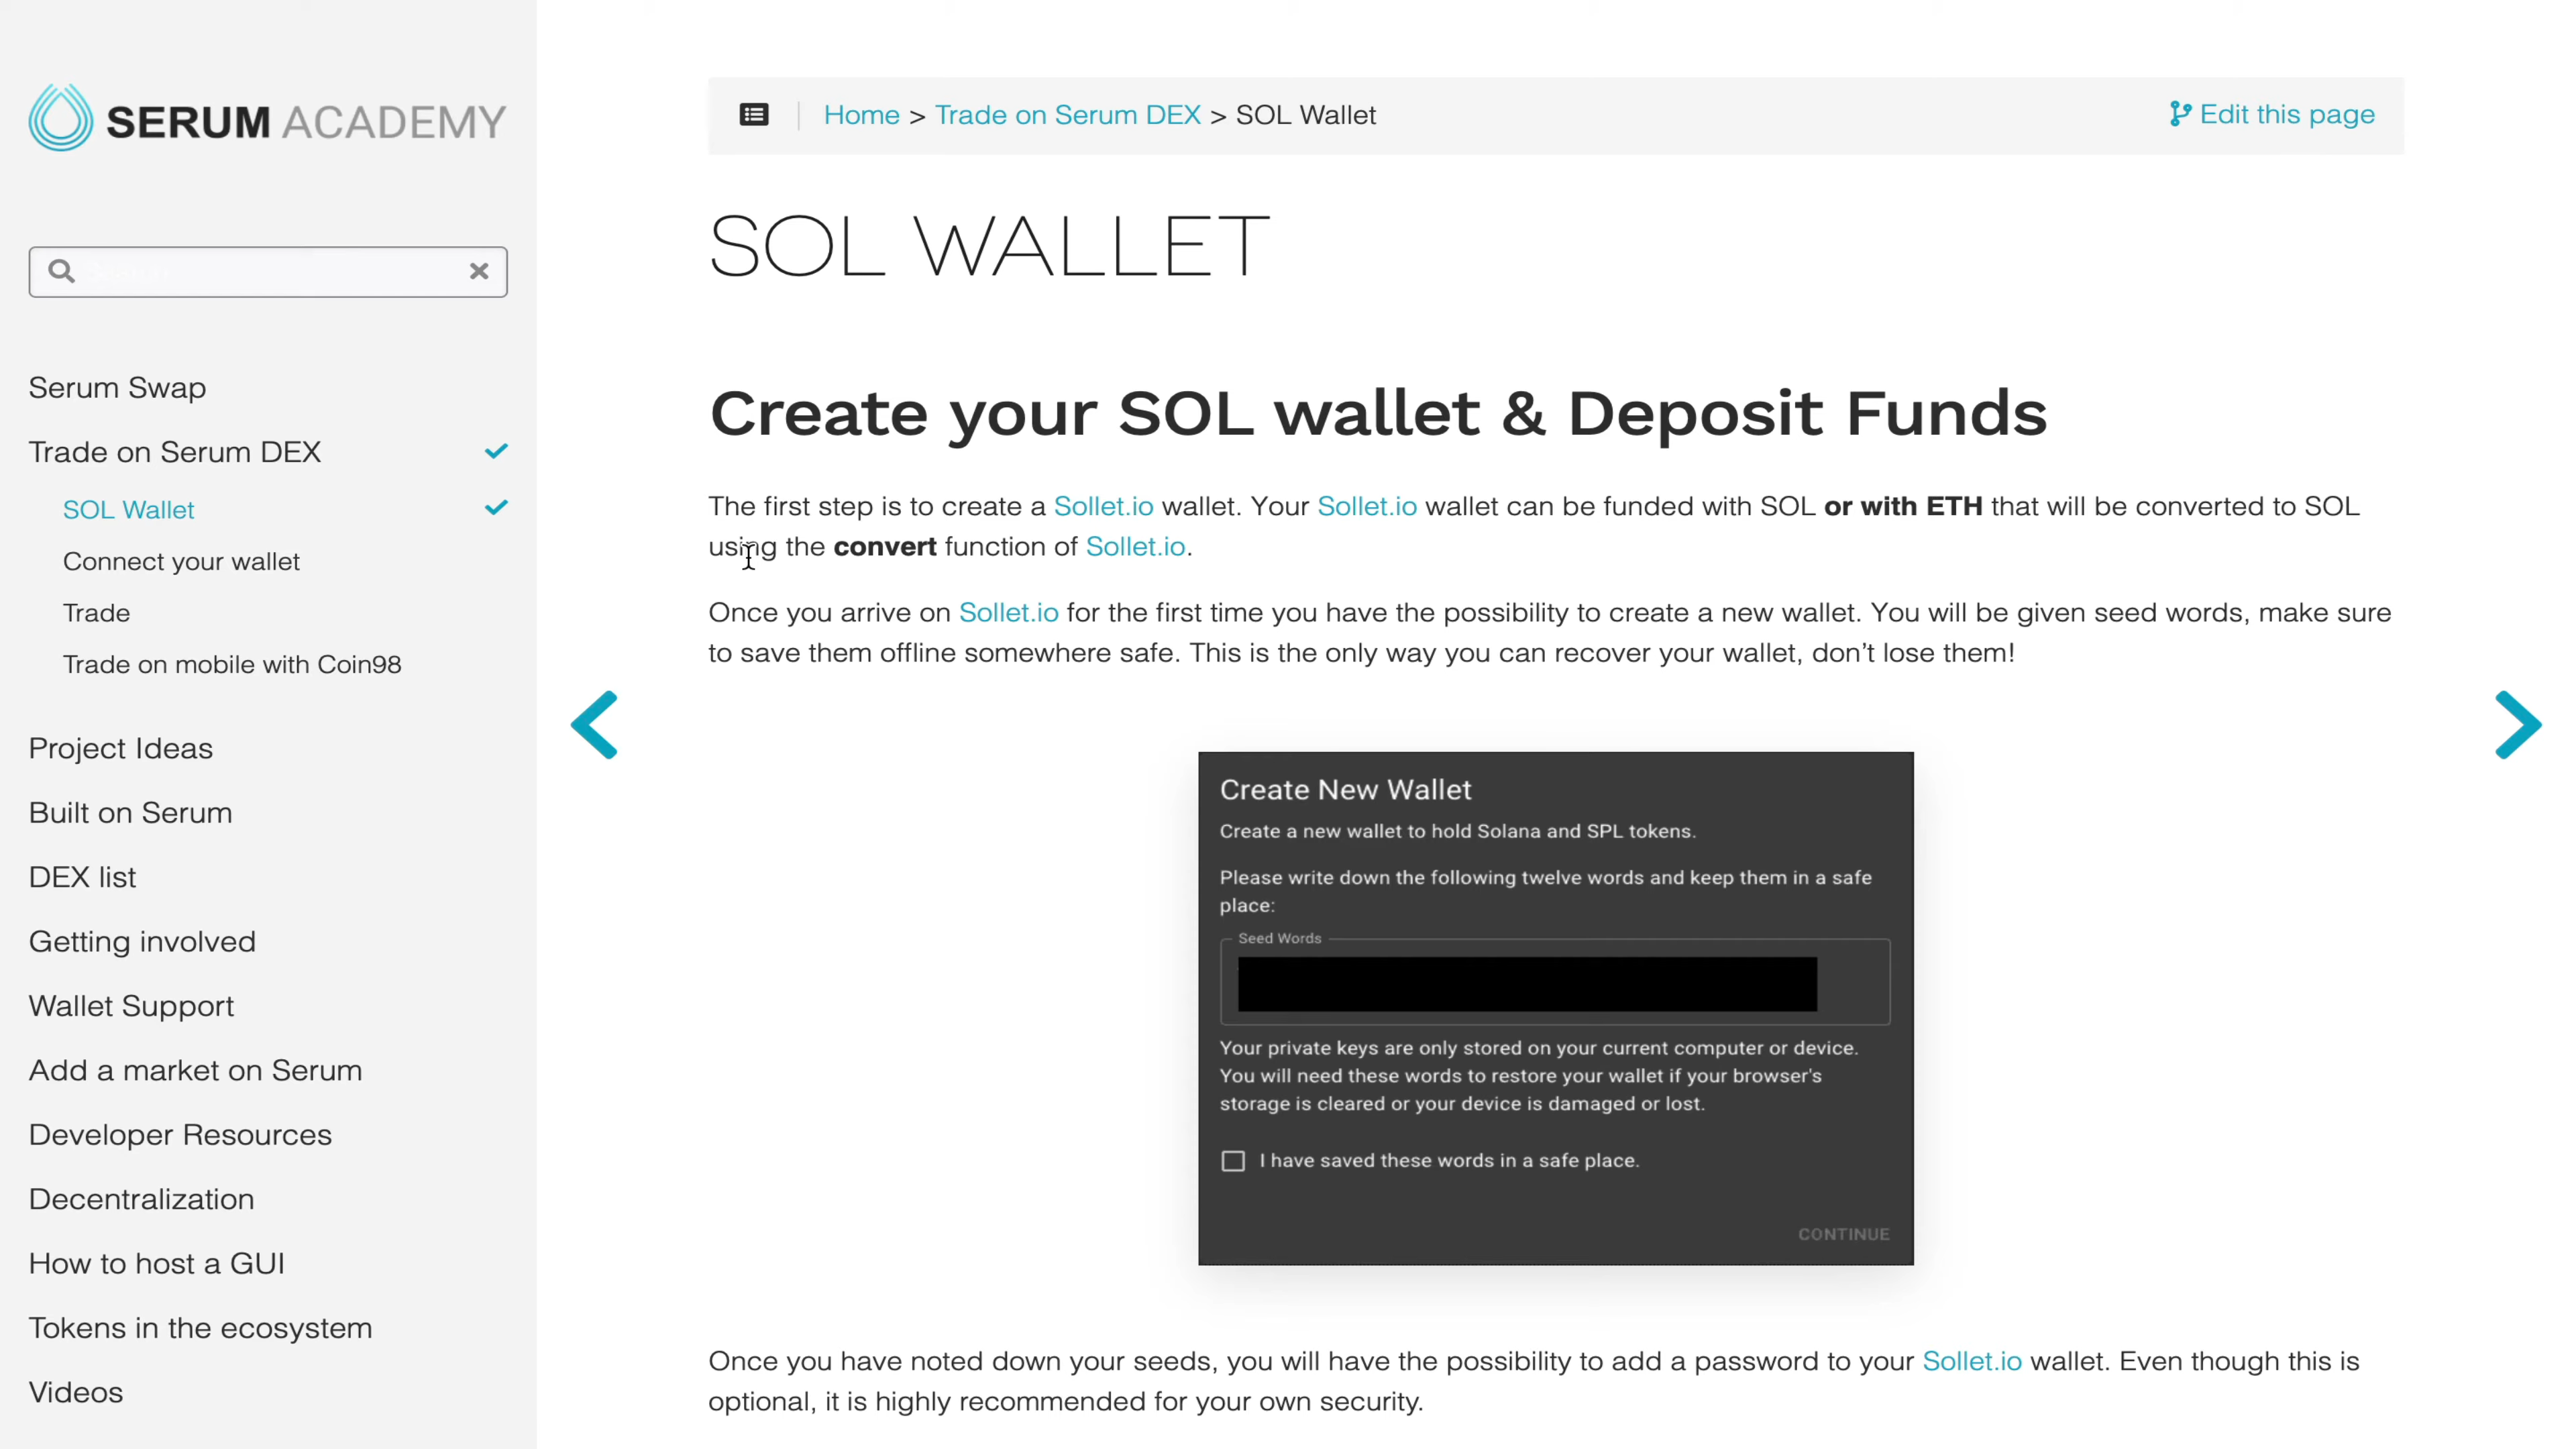 SERUM ACADEMY
Serum Swap
Trade on Serum DEX
SOL Wallet
Connect your wallet
Trade
Trade on mobile with Coin98
Project Ideas
Built on Serum
DEX list
Getting involved
Wallet Support
Add a market on Serum
Developer Resources
Decentralization
How to host a GUI
Tokens in the ecosystem
Videos
Home > Trade on Serum DEX > SOL Wallet
Edit this page
SOL WALLET
Create your SOL wallet & Deposit Funds
The first step is to create a Sollet.io wallet. Your Sollet.io wallet can be funded with SOL or with ETH that will be converted to SOL
using the convert function of Sollet.io.
Once you arrive on Sollet.io for the first time you have the possibility to create a new wallet. You will be given seed words, make sure
to save them offline somewhere safe. This is the only way you can recover your wallet, don’t lose them!
Create New Wallet
Create a new wallet to hold Solana and SPL tokens.
Please write down the following twelve words and keep them in a safe
place:
Seed Words
Your private keys are only stored on your current computer or device.
You will need these words to restore your wallet if your browser's
storage is cleared or your device is damaged or lost.
I have saved these words in a safe place.
CONTINUE
Once you have noted down your seeds, you will have the possibility to add a password to your Sollet.io wallet. Even though this is
optional, it is highly recommended for your own security.